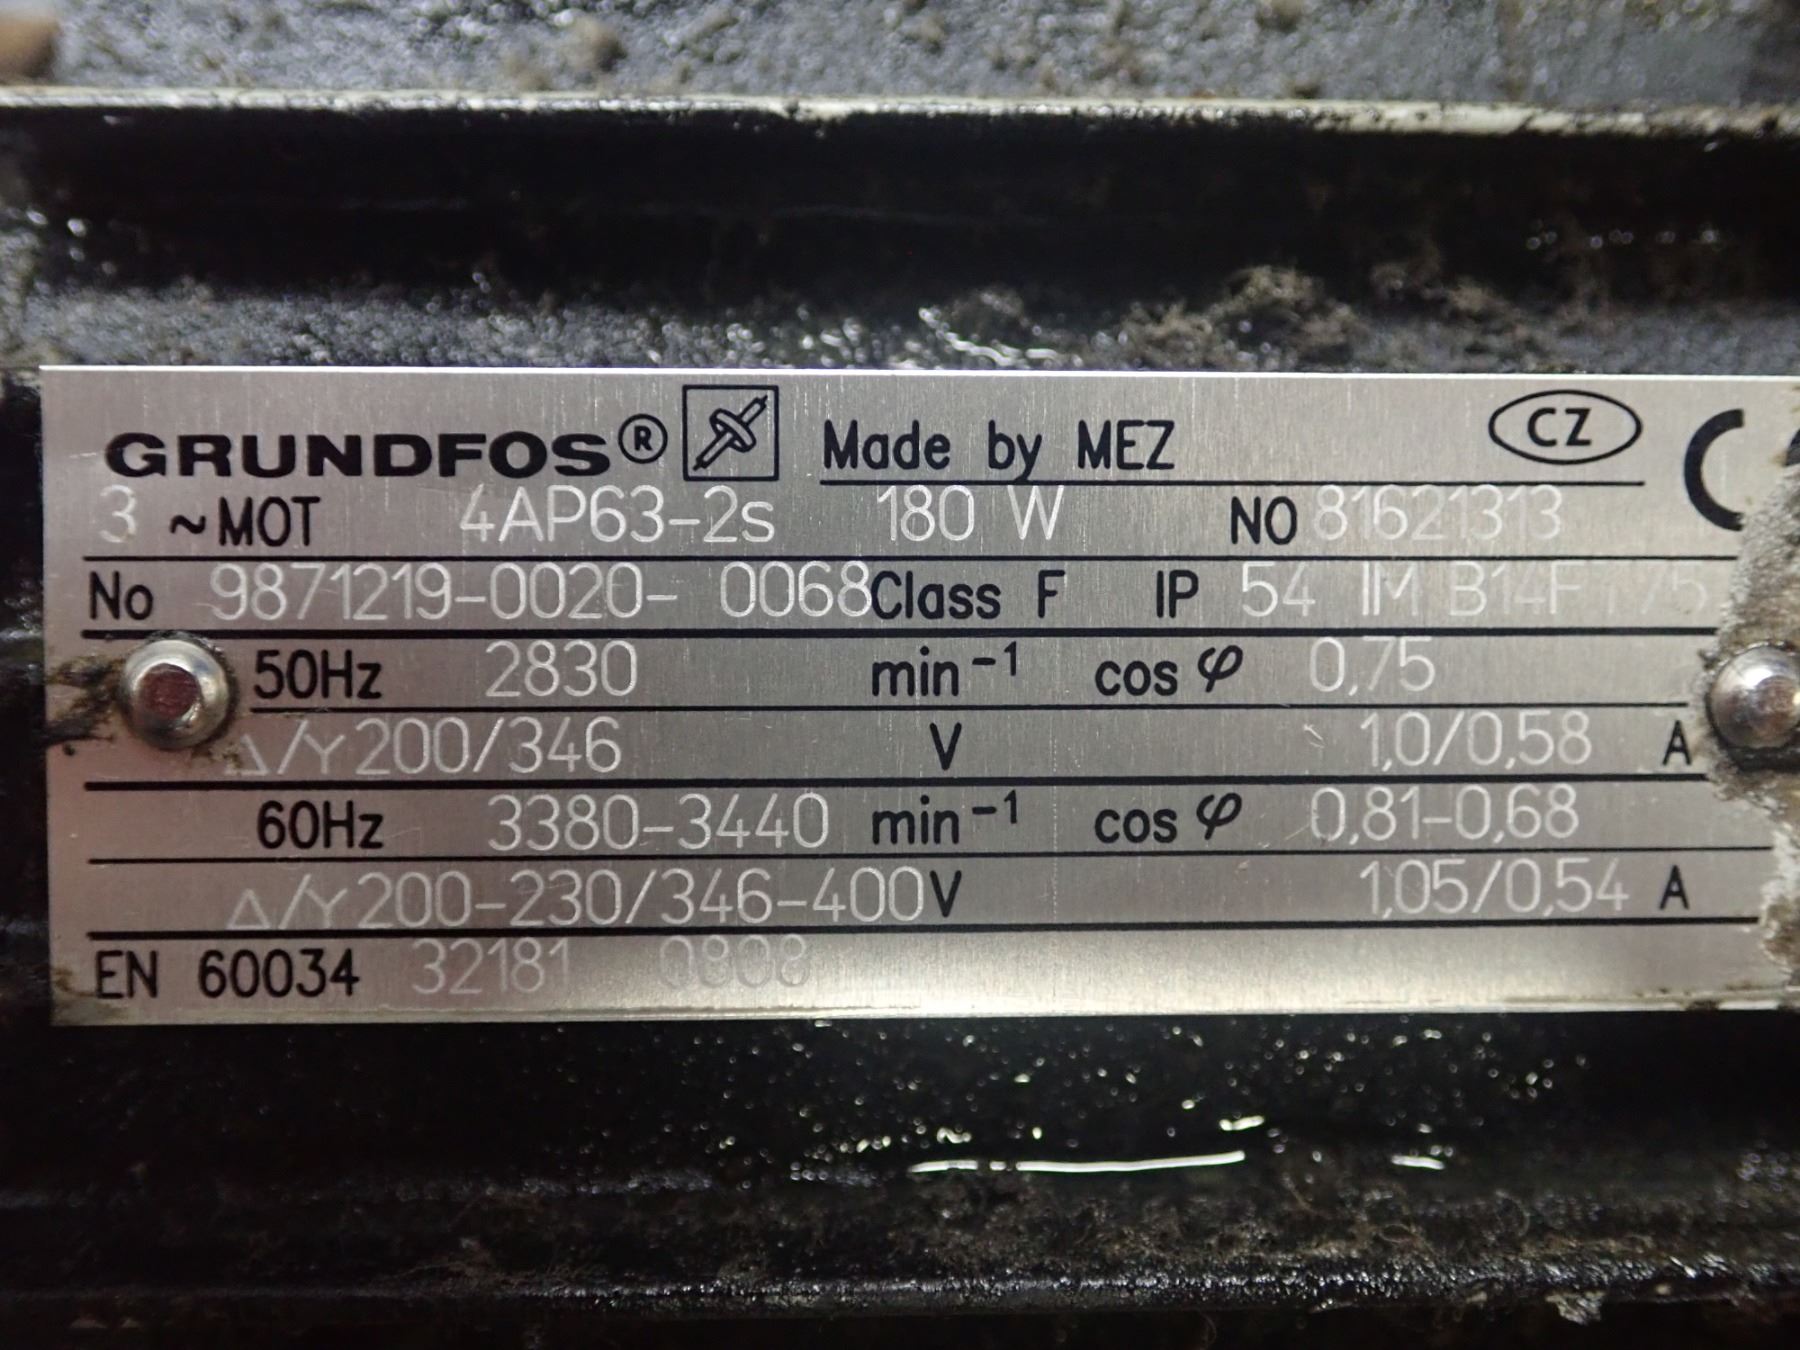 GRUNDFOS® Made by MEZ CZ CE
3 ~MOT 4AP63-2s 180 W NO 81621313
No 9871219-0020- 0068 Class F IP 54 IM B14F
50Hz 2830 min⁻¹ cos φ 0,75
Δ/Y 200/346 V 1,0/0,58 A
60Hz 3380-3440 min⁻¹ cos φ 0,81-0,68
Δ/Y 200-230/346-400V 1,05/0,54 A
EN 60034 32181 0808